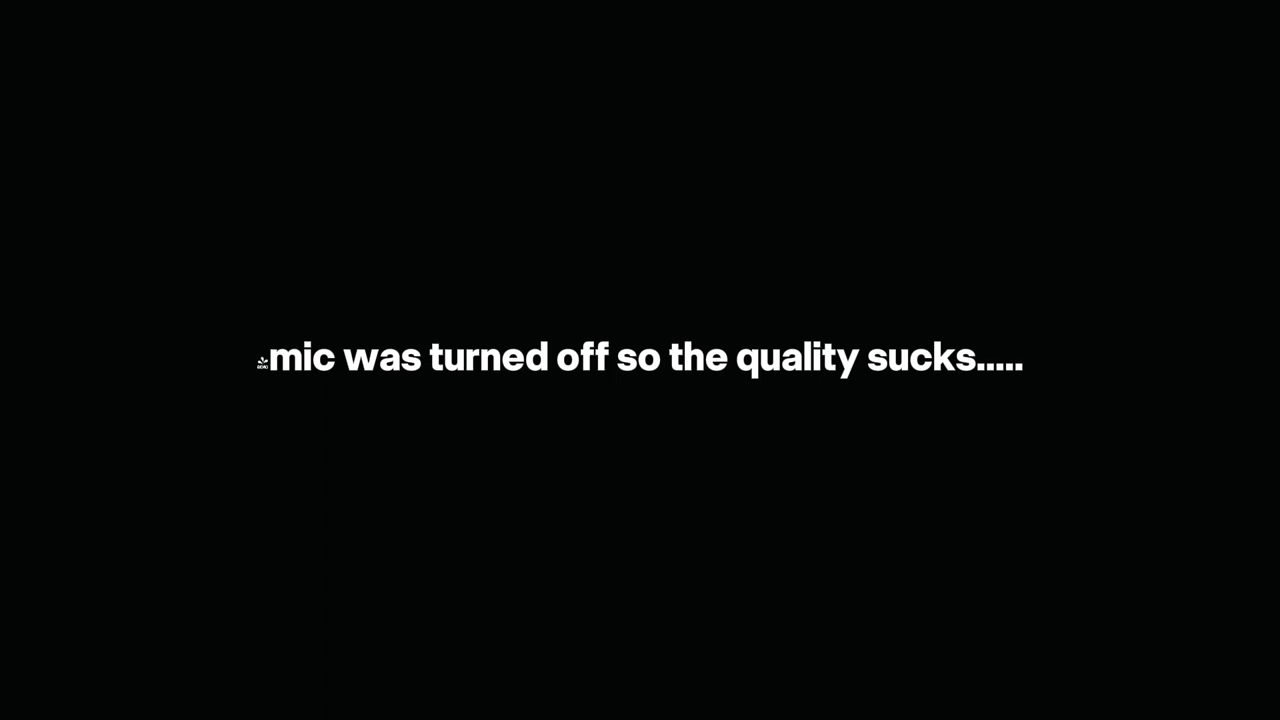 mic was turned off so the quality sucks.....